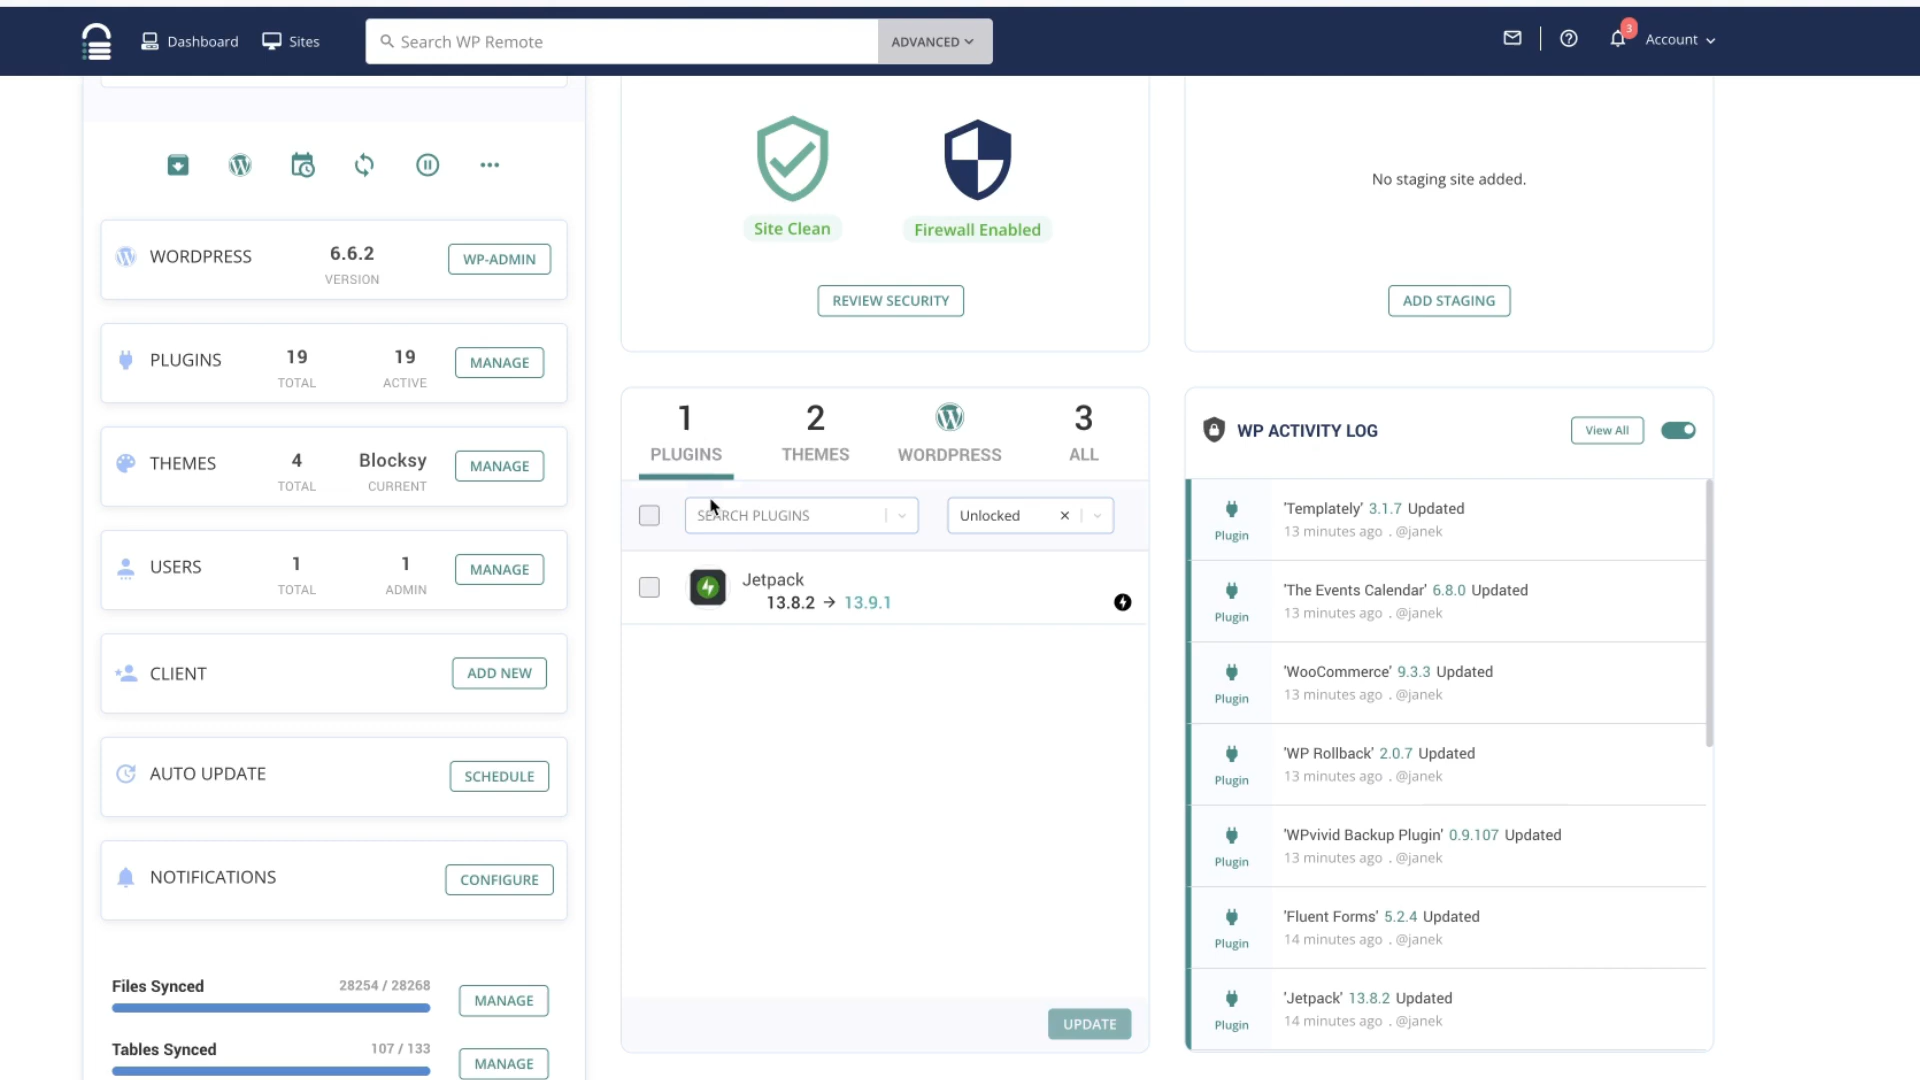 Dashboard
Sites
Search WP Remote
ADVANCED
3
Account
WORDPRESS
6.6.2
VERSION
WP-ADMIN
PLUGINS
19
TOTAL
19
ACTIVE
MANAGE
THEMES
4
TOTAL
Blocksy
CURRENT
MANAGE
USERS
1
TOTAL
1
ADMIN
MANAGE
CLIENT
ADD NEW
AUTO UPDATE
SCHEDULE
NOTIFICATIONS
CONFIGURE
Files Synced
28254 / 28268
MANAGE
Tables Synced
107 / 133
MANAGE
Site Clean
Firewall Enabled
REVIEW SECURITY
No staging site added.
ADD STAGING
1
PLUGINS
2
THEMES
WORDPRESS
3
ALL
SEARCH PLUGINS
Unlocked
Jetpack
13.8.2 → 13.9.1
UPDATE
WP ACTIVITY LOG
View All
Plugin
'Templately' 3.1.7 Updated
13 minutes ago . @janek
Plugin
'The Events Calendar' 6.8.0 Updated
13 minutes ago . @janek
Plugin
'WooCommerce' 9.3.3 Updated
13 minutes ago . @janek
Plugin
'WP Rollback' 2.0.7 Updated
13 minutes ago . @janek
Plugin
'WPvivid Backup Plugin' 0.9.107 Updated
13 minutes ago . @janek
Plugin
'Fluent Forms' 5.2.4 Updated
14 minutes ago . @janek
Plugin
'Jetpack' 13.8.2 Updated
14 minutes ago . @janek